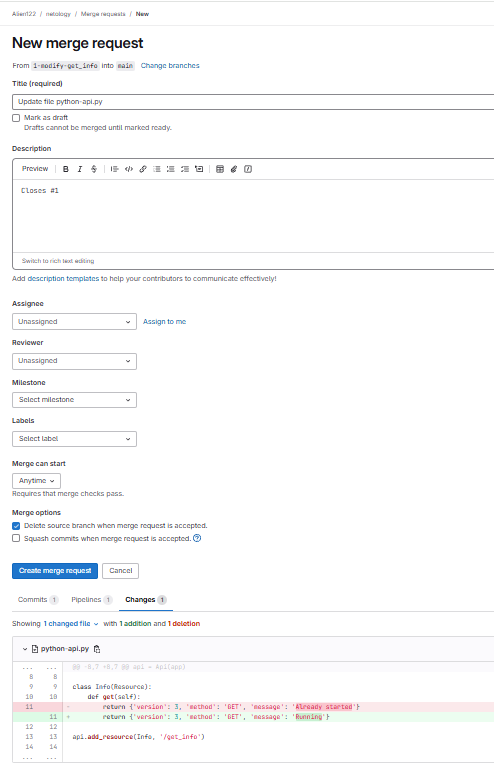 Alien122 / netology / Merge requests / New
New merge request
From 1-modify-get_info into main Change branches
Title (required)
Update file python-api.py
Mark as draft
Drafts cannot be merged until marked ready.
Description
Preview B I S
Closes #1
Switch to rich text editing
Add description templates to help your contributors to communicate effectively!
Assignee
Unassigned Assign to me
Reviewer
Unassigned
Milestone
Select milestone
Labels
Select label
Merge can start
Anytime
Requires that merge checks pass.
Merge options
Delete source branch when merge request is accepted.
Squash commits when merge request is accepted.
Create merge request Cancel
Commits 1 Pipelines 1 Changes 1
Showing 1 changed file with 1 addition and 1 deletion
python-api.py
... ... @@ -8,7 +8,7 @@ api = Api(app)
8 8
9 9 class Info(Resource):
10 10 def get(self):
11 - return {'version': 3, 'method': 'GET', 'message': 'Already started'}
11 + return {'version': 3, 'method': 'GET', 'message': 'Running'}
12 12
13 13 api.add_resource(Info, '/get_info')
14 14
... ...